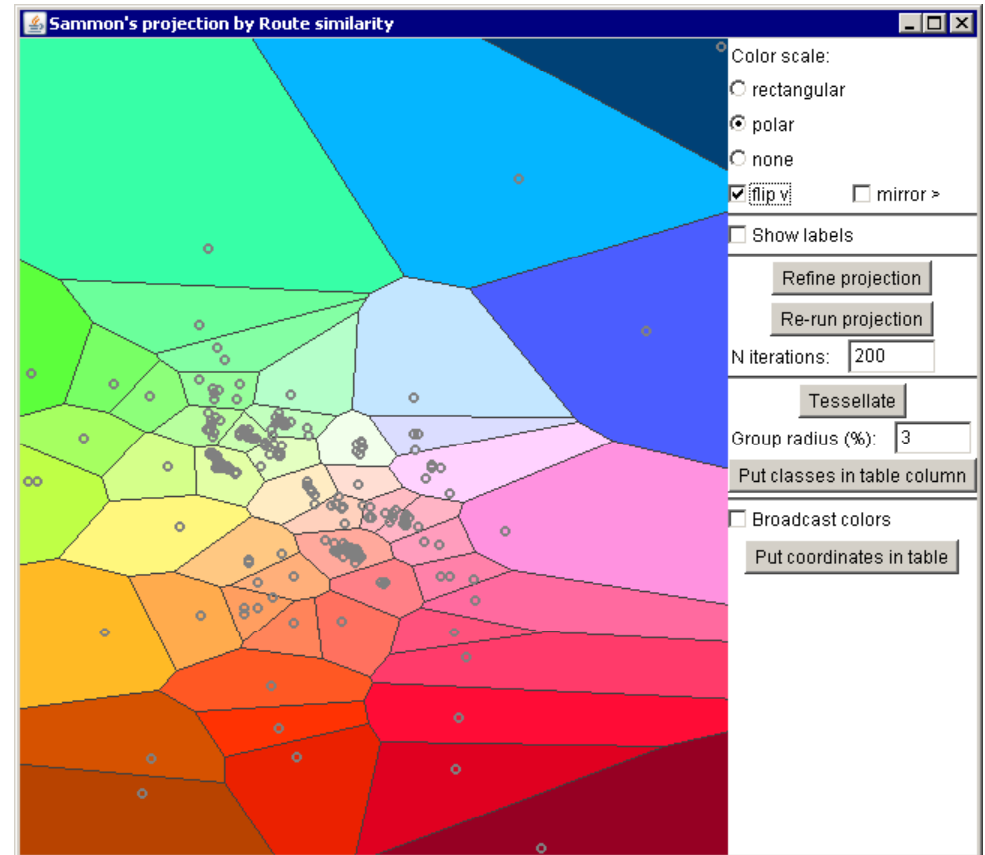 Sammon's projection by Route similarity
Color scale:
rectangular
polar
none
flip v mirror >
Show labels
Refine projection
Re-run projection
N iterations: 200
Tessellate
Group radius (%): 3
Put classes in table column
Broadcast colors
Put coordinates in table